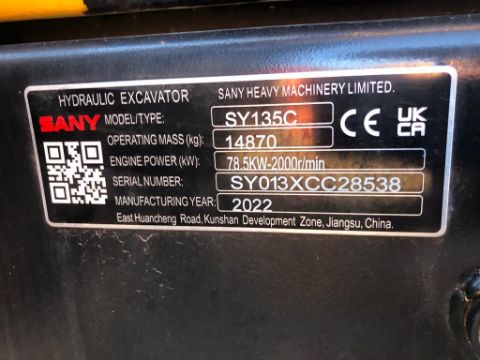 HYDRAULIC EXCAVATOR SANY HEAVY MACHINERY LIMITED.
SANY MODEL/TYPE: SY135C CE UK CA
OPERATING MASS(kg): 14870
ENGINE POWER(kW): 78.5KW-2000r/min
SERIAL NUMBER: SY013XCC28538
MANUFACTURING YEAR: 2022
East Huancheng Road, Kunshan Development Zone, Jiangsu, China.